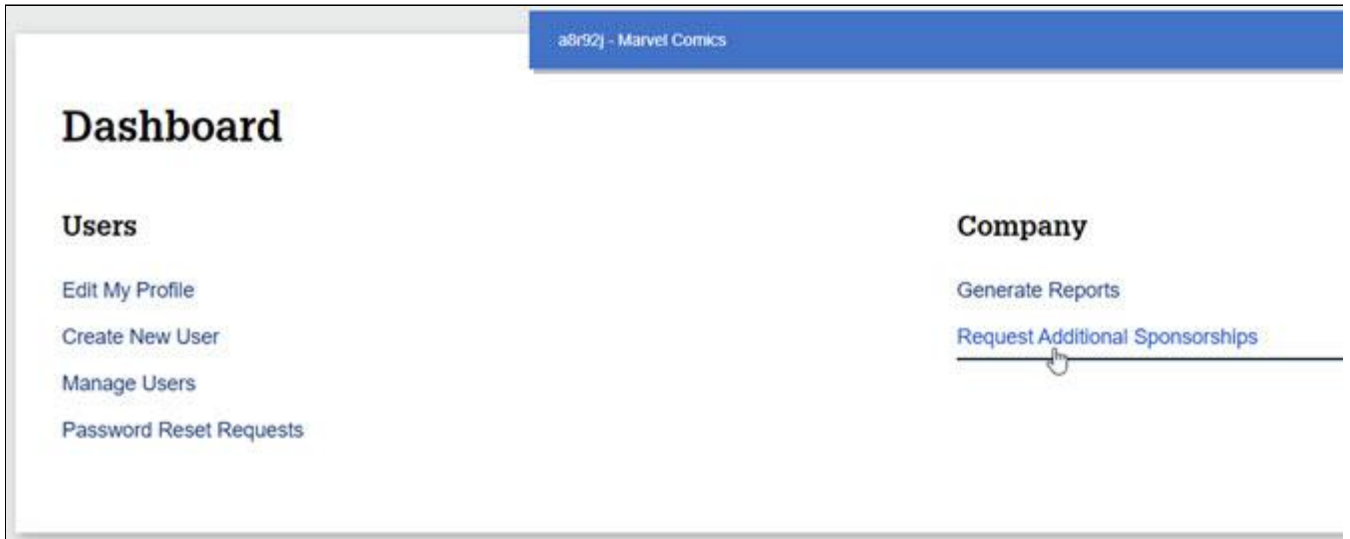 a8r92j - Marvel Comics
Dashboard
Users
Edit My Profile
Create New User
Manage Users
Password Reset Requests
Company
Generate Reports
Request Additional Sponsorships